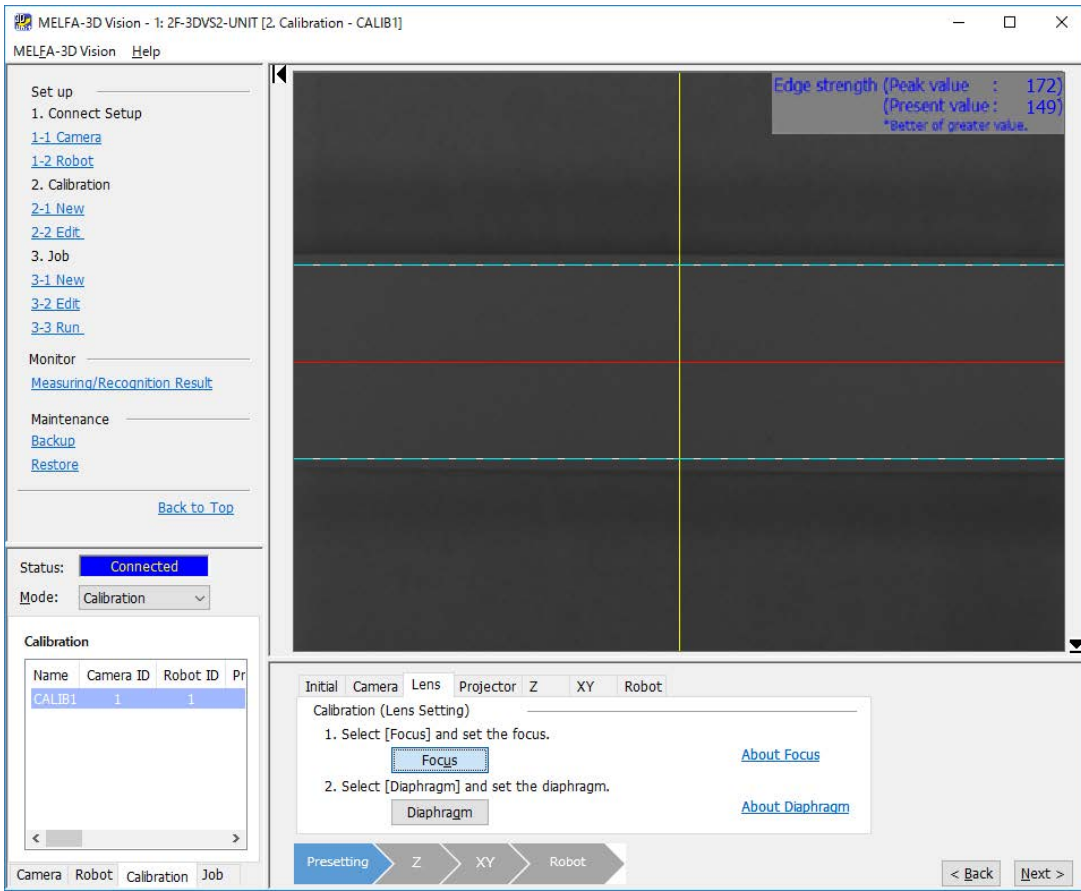 MELFA-3D Vision - 1: 2F-3DVS2-UNIT [2. Calibration - CALIB1]
MELFA-3D Vision Help
Set up
1. Connect Setup
1-1 Camera
1-2 Robot
2. Calibration
2-1 New
2-2 Edit
3. Job
3-1 New
3-2 Edit
3-3 Run
Monitor
Measuring/Recognition Result
Maintenance
Backup
Restore
Back to Top
Status: Connected
Mode: Calibration
Calibration
Name Camera ID Robot ID Pr
CALIB1 1 1
Camera Robot Calibration Job
Edge strength (Peak value : 172)
(Present value : 149)
*Better of greater value.
Initial Camera Lens Projector Z XY Robot
Calibration (Lens Setting)
1. Select [Focus] and set the focus.
Focus About Focus
2. Select [Diaphragm] and set the diaphragm.
Diaphragm About Diaphragm
Presetting Z XY Robot
< Back Next >